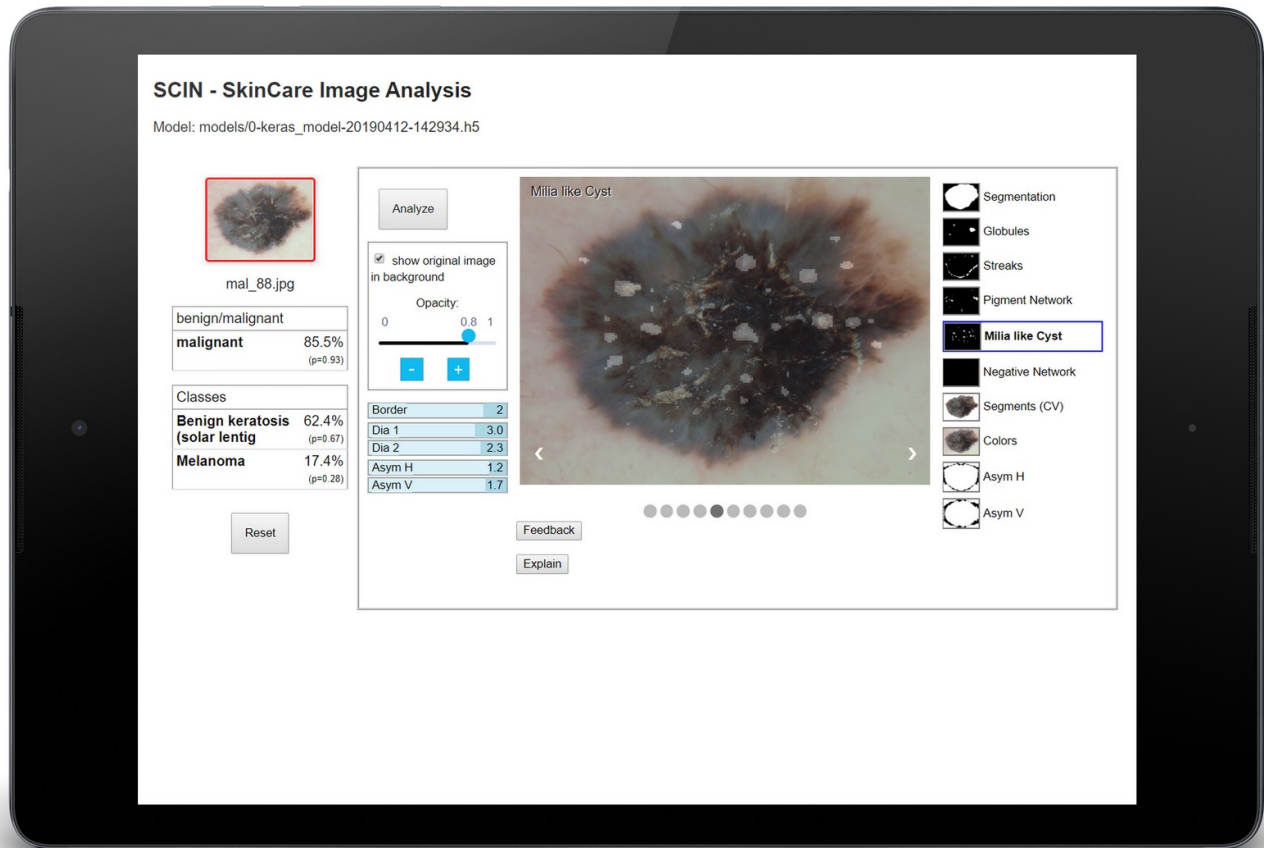 SCIN - SkinCare Image Analysis
Model: models/0-keras_model-20190412-142934.h5
mal_88.jpg
benign/malignant
malignant 85.5%
(p=0.93)
Classes
Benign keratosis 62.4%
(solar lentig (p=0.67)
Melanoma 17.4%
(p=0.28)
Reset
Analyze
show original image
in background
Opacity:
0 0.8 1
- +
Border 2
Dia 1 3.0
Dia 2 2.3
Asym H 1.2
Asym V 1.7
Milia like Cyst
‹ ›
Feedback
Explain
Segmentation
Globules
Streaks
Pigment Network
Milia like Cyst
Negative Network
Segments (CV)
Colors
Asym H
Asym V